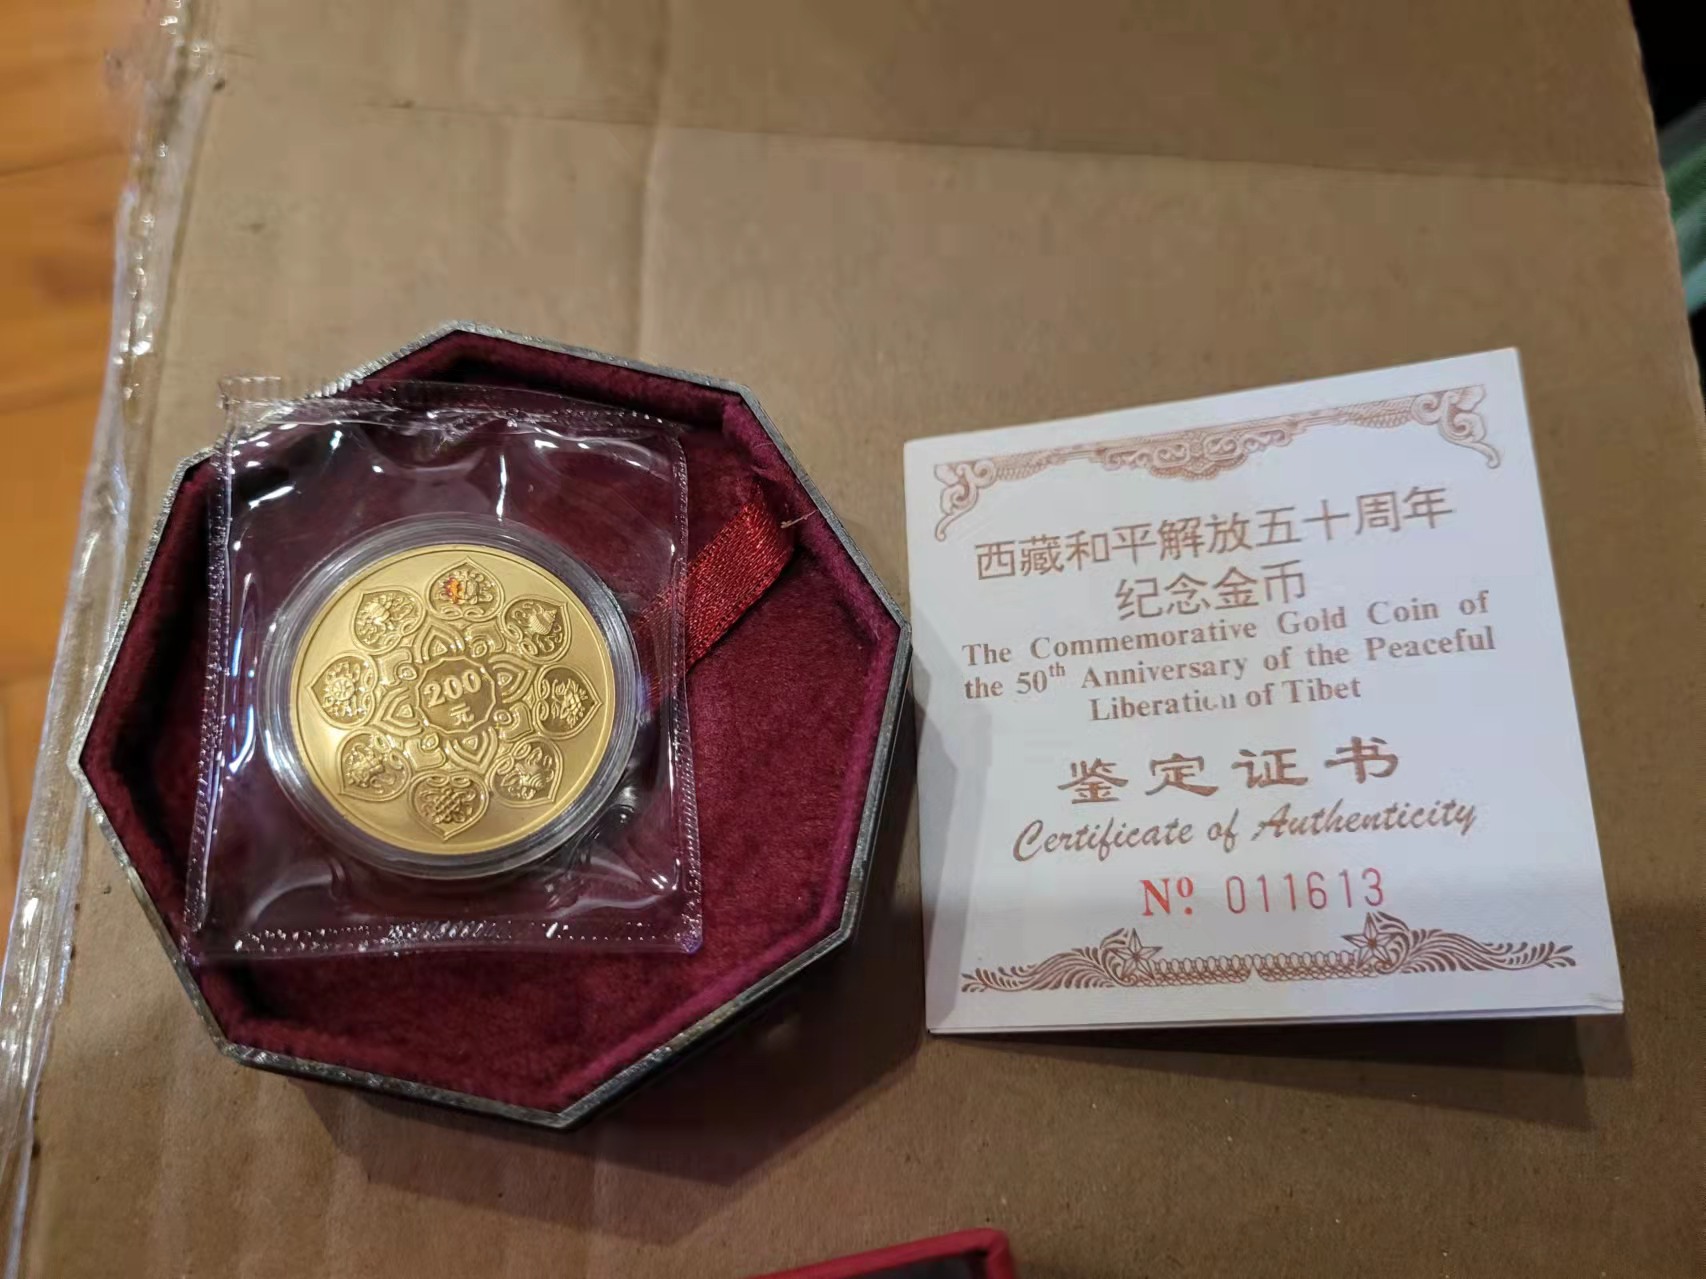 200
元
西藏和平解放五十周年
纪念金币
The Commemorative Gold Coin of
the 50th Anniversary of the Peaceful
Liberation of Tibet
鉴定证书
Certificate of Authenticity
Nº. 011613